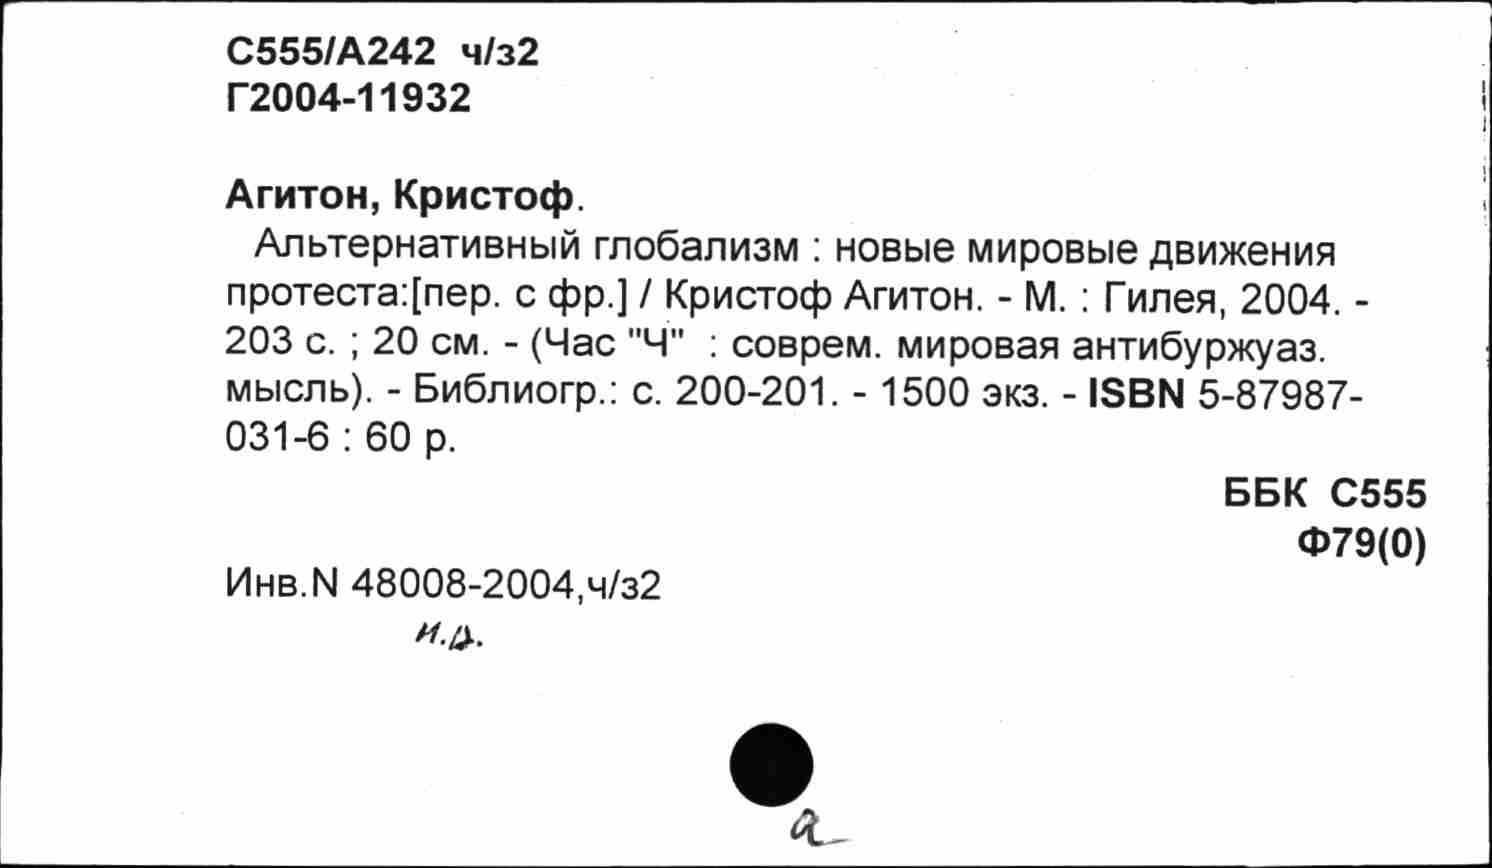 С555/А242 ч/з2
Г2004-11932
Агитон, Кристоф.
Альтернативный глобализм : новые мировые движения
протеста:[пер. с фр.] / Кристоф Агитон. - М. : Гилея, 2004. -
203 с. ; 20 см. - (Час "Ч" : соврем. мировая антибуржуаз.
мысль). - Библиогр.: с. 200-201. - 1500 экз. - ISBN 5-87987-
031-6 : 60 р.
ББК С555
Ф79(0)
Инв.N 48008-2004,ч/з2
и.д.
а